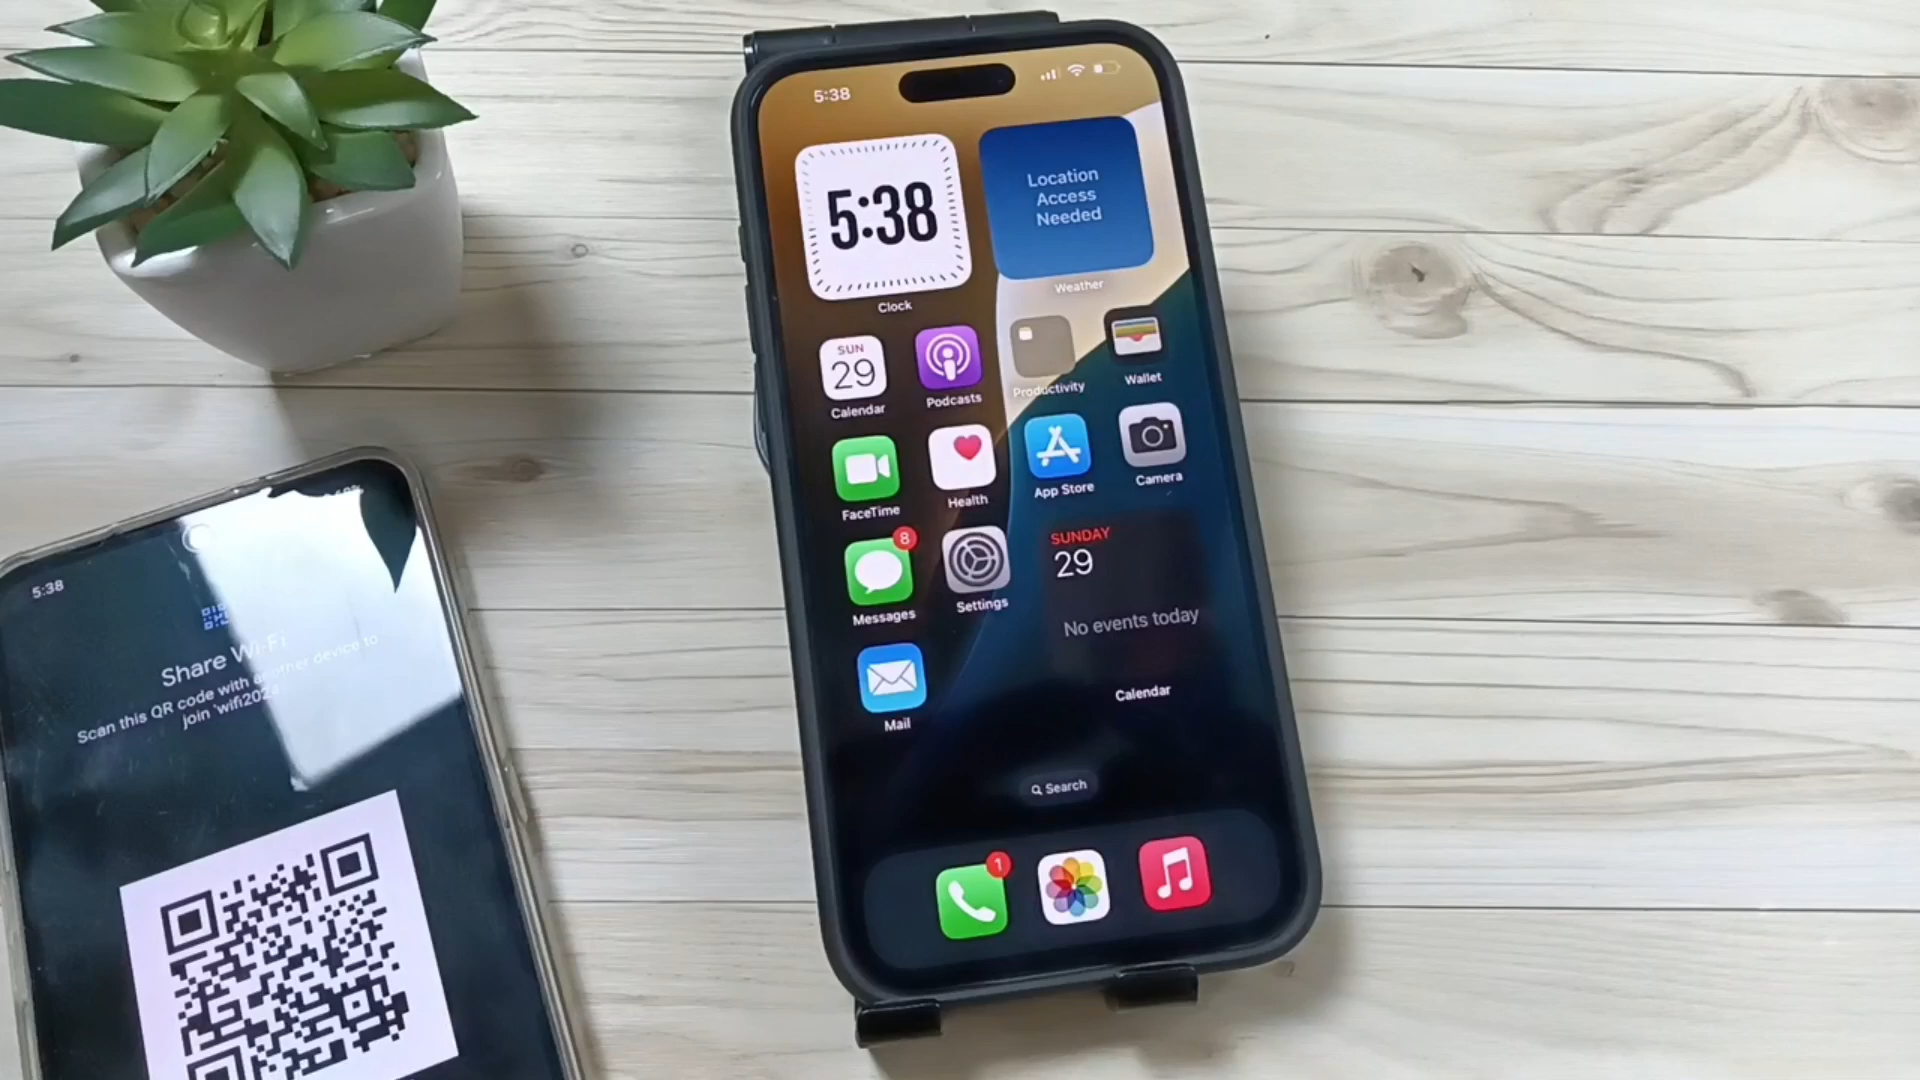 5:38
5:38
Location
Access
Needed
Clock
Weather
SUN
29
Calendar
Podcasts
Productivity
Wallet
FaceTime
Health
App Store
Camera
8
Messages
Settings
SUNDAY
29
No events today
Mail
Calendar
Search
1
5:38
Share Wi-Fi
Scan this QR code with another device to
join 'wifi2024